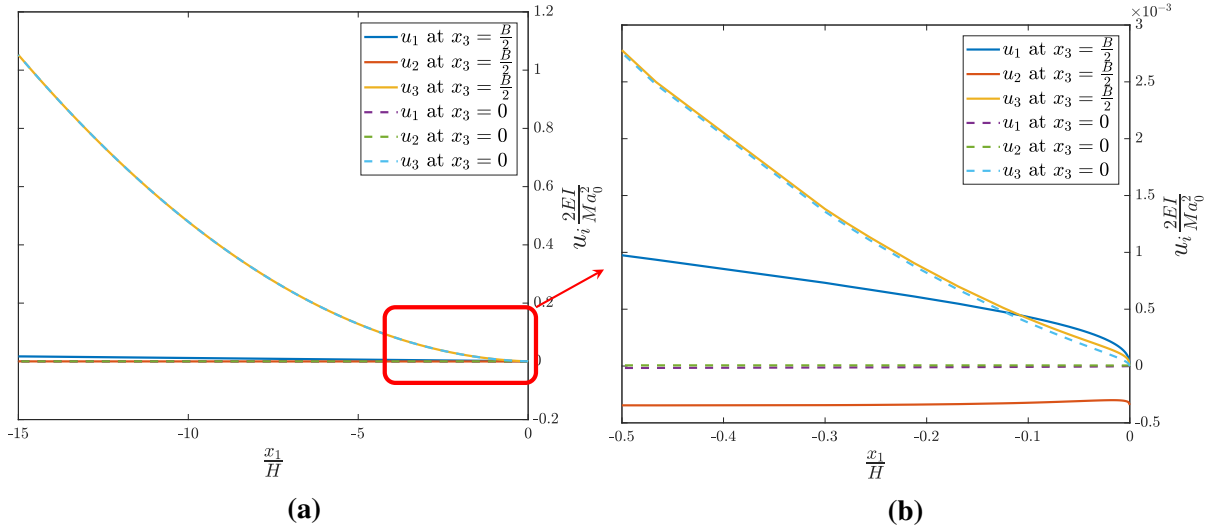 1.2
u₁ at x₃ = B/2
u₂ at x₃ = B/2
u₃ at x₃ = B/2
u₁ at x₃ = 0
u₂ at x₃ = 0
u₃ at x₃ = 0
1
0.8
0.6
0.4
0.2
0
-0.2
uᵢ 2EI/Ma₀²
-15
-10
-5
0
x₁/H
(a)
×10⁻³
3
u₁ at x₃ = B/2
u₂ at x₃ = B/2
u₃ at x₃ = B/2
u₁ at x₃ = 0
u₂ at x₃ = 0
u₃ at x₃ = 0
2.5
2
1.5
1
0.5
0
-0.5
uᵢ 2EI/Ma₀²
-0.5
-0.4
-0.3
-0.2
-0.1
0
x₁/H
(b)